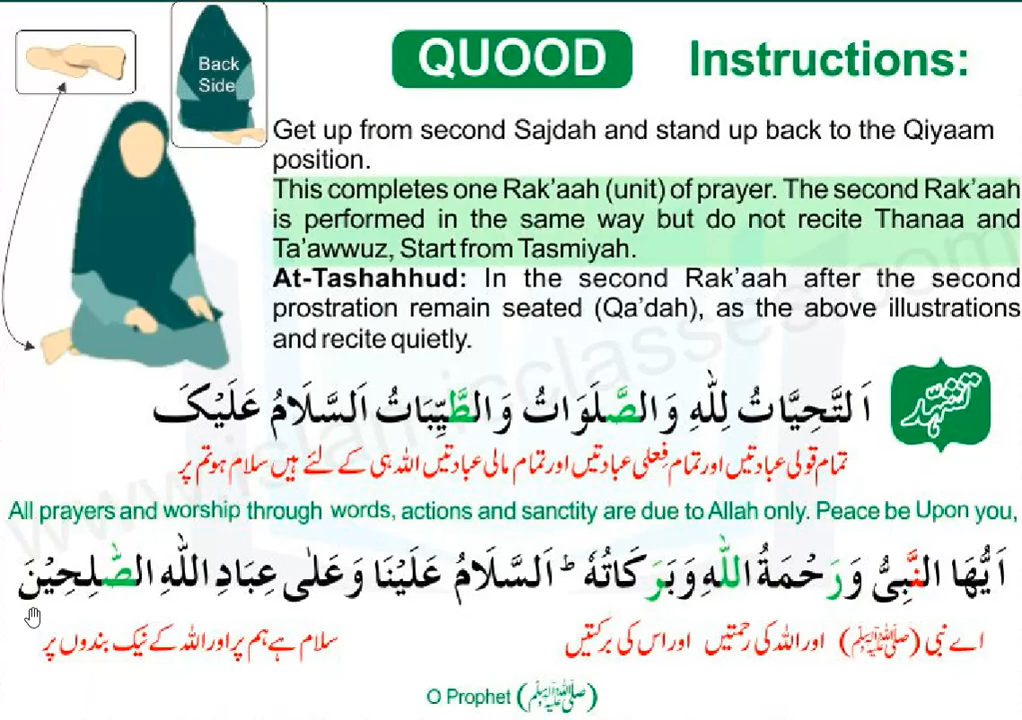 Back
Side
QUOOD
Instructions:
Get up from second Sajdah and stand up back to the Qiyaam
position.
This completes one Rak'aah (unit) of prayer. The second Rak'aah
is performed in the same way but do not recite Thanaa and
Ta'awwuz, Start from Tasmiyah.
At-Tashahhud: In the second Rak'aah after the second
prostration remain seated (Qa'dah), as the above illustrations
and recite quietly.
تشہّد
اَلتَّحِيَّاتُ لِلّٰهِ وَالصَّلَوَاتُ وَالطَّيِّبَاتُ اَلسَّلَامُ عَلَيْكَ
تمام قولی عبادتیں اور تمام فِعلی عبادتیں اور تمام مالی عبادتیں اللہ ہی کے لئے ہیں سلام ہو تم پر
All prayers and worship through words, actions and sanctity are due to Allah only. Peace be Upon you,
اَيُّهَا النَّبِىُّ وَرَحْمَةُ اللّٰهِ وَبَرَكَاتُهٗ ؕ اَلسَّلَامُ عَلَيْنَا وَعَلٰى عِبَادِ اللّٰهِ الصّٰلِحِيْنَ
اے نبی (ﷺ) اور اللہ کی رحمتیں اور اس کی برکتیں سلام ہے ہم پر اور اللہ کے نیک بندوں پر
O Prophet (ﷺ)